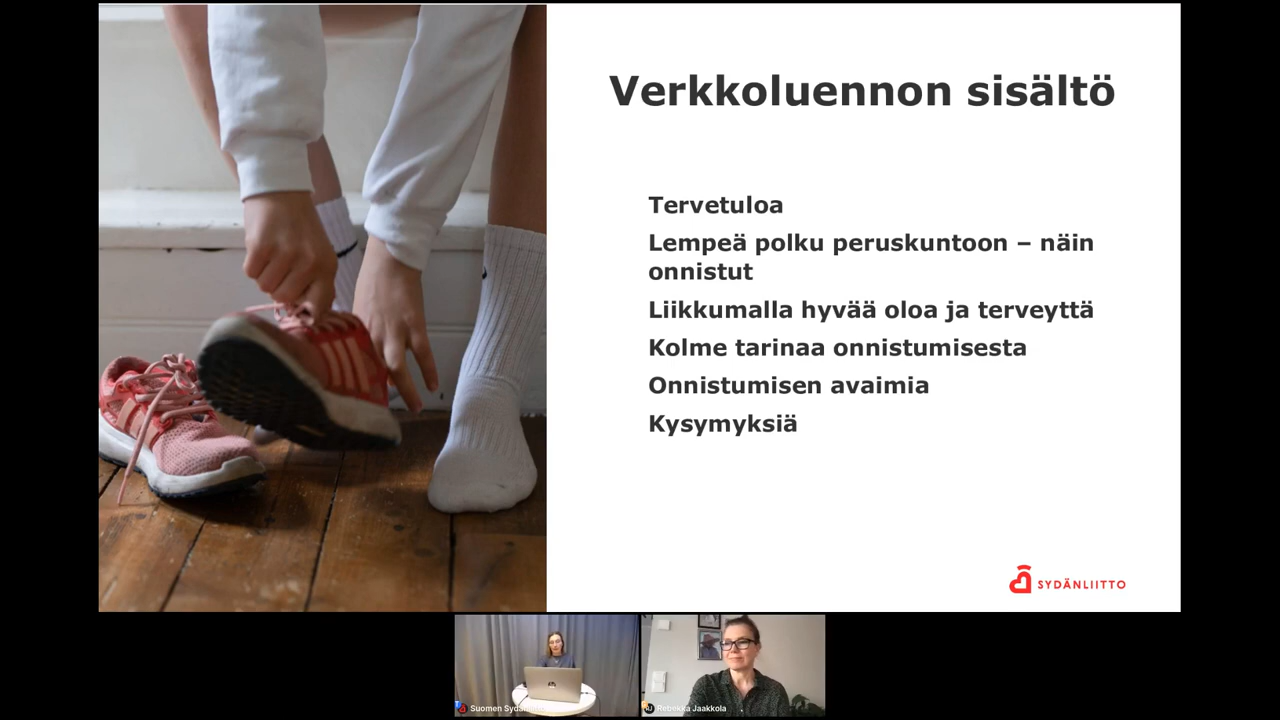 Verkkoluennon sisältö
Tervetuloa
Lempeä polku peruskuntoon – näin
onnistut
Liikkumalla hyvää oloa ja terveyttä
Kolme tarinaa onnistumisesta
Onnistumisen avaimia
Kysymyksiä
SYDÄNLIITTO
Suomen
Rebekka Jaakkola